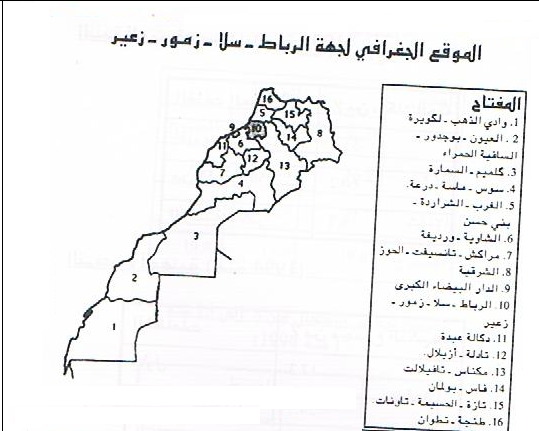 الموقع الجغرافي لجهة الرباط ـ سلا ـ زمور ـ زعير
المفتاح
1. وادي الذهب ـ لكويرة
2 . العيون ـ بوجدور ـ
الساقية الحمراء
3. كلميم ـ السمارة
4. سوس ـ ماسة ـ درعة.
5. الغرب ـ الشراردة ـ
بني حسن
6. الشاوية ـ ورديغة
7. مراكش ـ تانسيفت ـ الحوز
8. الشرقية
9. الدار البيضاء الكبرى
10. الرباط ـ سلا ـ زمور ـ
زعير
11. دكالة عبدة
12. تادلة ـ أزيلال.
13. مكناس ـ تافيلالت
14. فاس ـ بولمان
15. تازة ـ الحسيمة ـ تاونات.
16. طنجة ـ تطوان
16
5
15
9
10
14
8
11
6
12
13
7
4
3
2
1